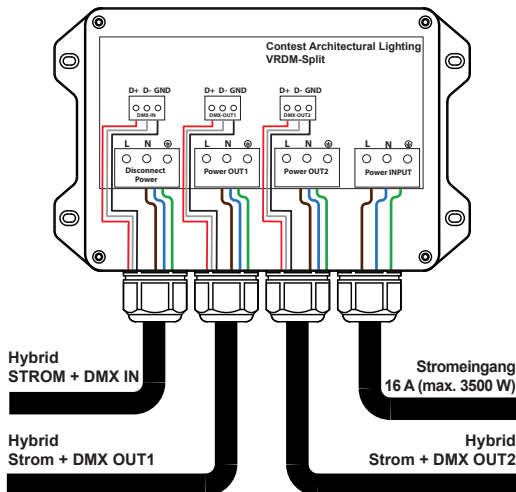 Contest Architectural Lighting
VRDM-Split
D+ D- GND
DMX-IN
D+ D- GND
DMX-OUT1
D+ D- GND
DMX-OUT2
L N
Disconnect
Power
L N
Power OUT1
L N
Power OUT2
L N
Power INPUT
Hybrid
STROM + DMX IN
Stromeingang
16 A (max. 3500 W)
Hybrid
Strom + DMX OUT1
Hybrid
Strom + DMX OUT2